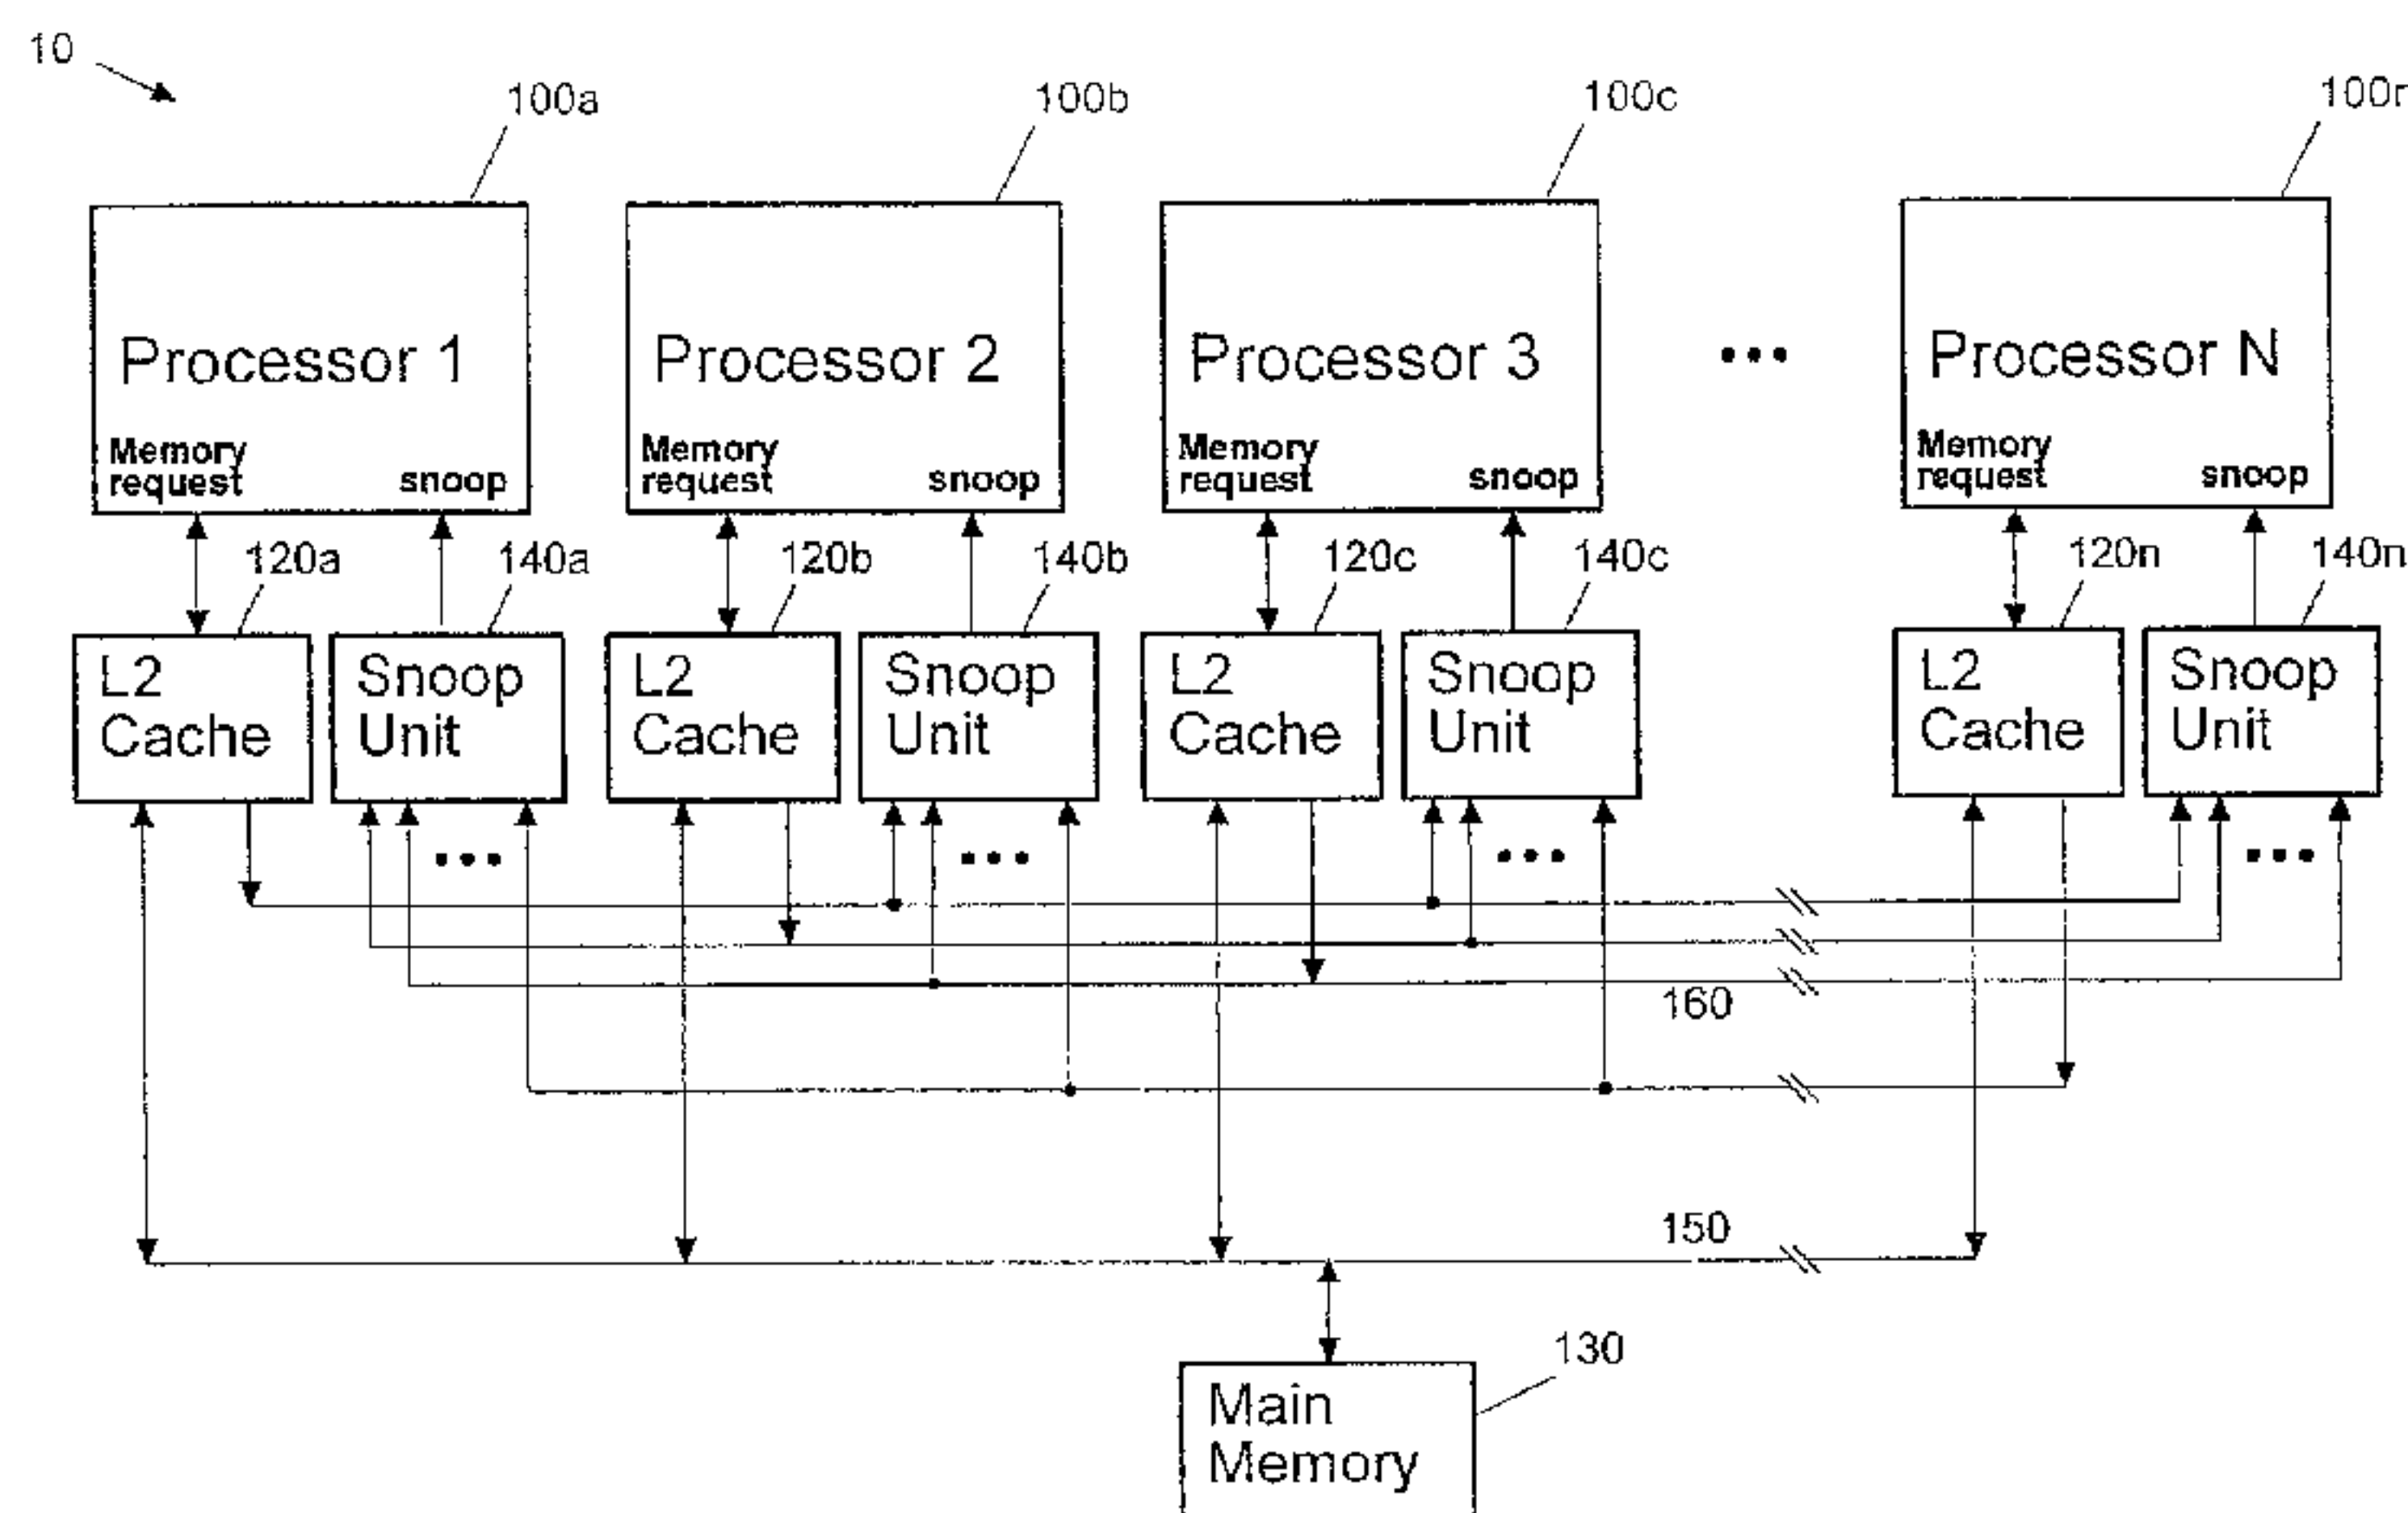 10
100a
100b
100c
Processor 1
Processor 2
Processor 3
•••
Processor N
Memory
request
snoop
Memory
request
snoop
Memory
request
snoop
Memory
request
snoop
120a
140a
120b
140b
120c
140c
120n
140n
L2
Cache
Snoop
Unit
L2
Cache
Snoop
Unit
L2
Cache
Snoop
Unit
L2
Cache
Snoop
Unit
•••
•••
•••
•••
160
150
130
Main
Memory